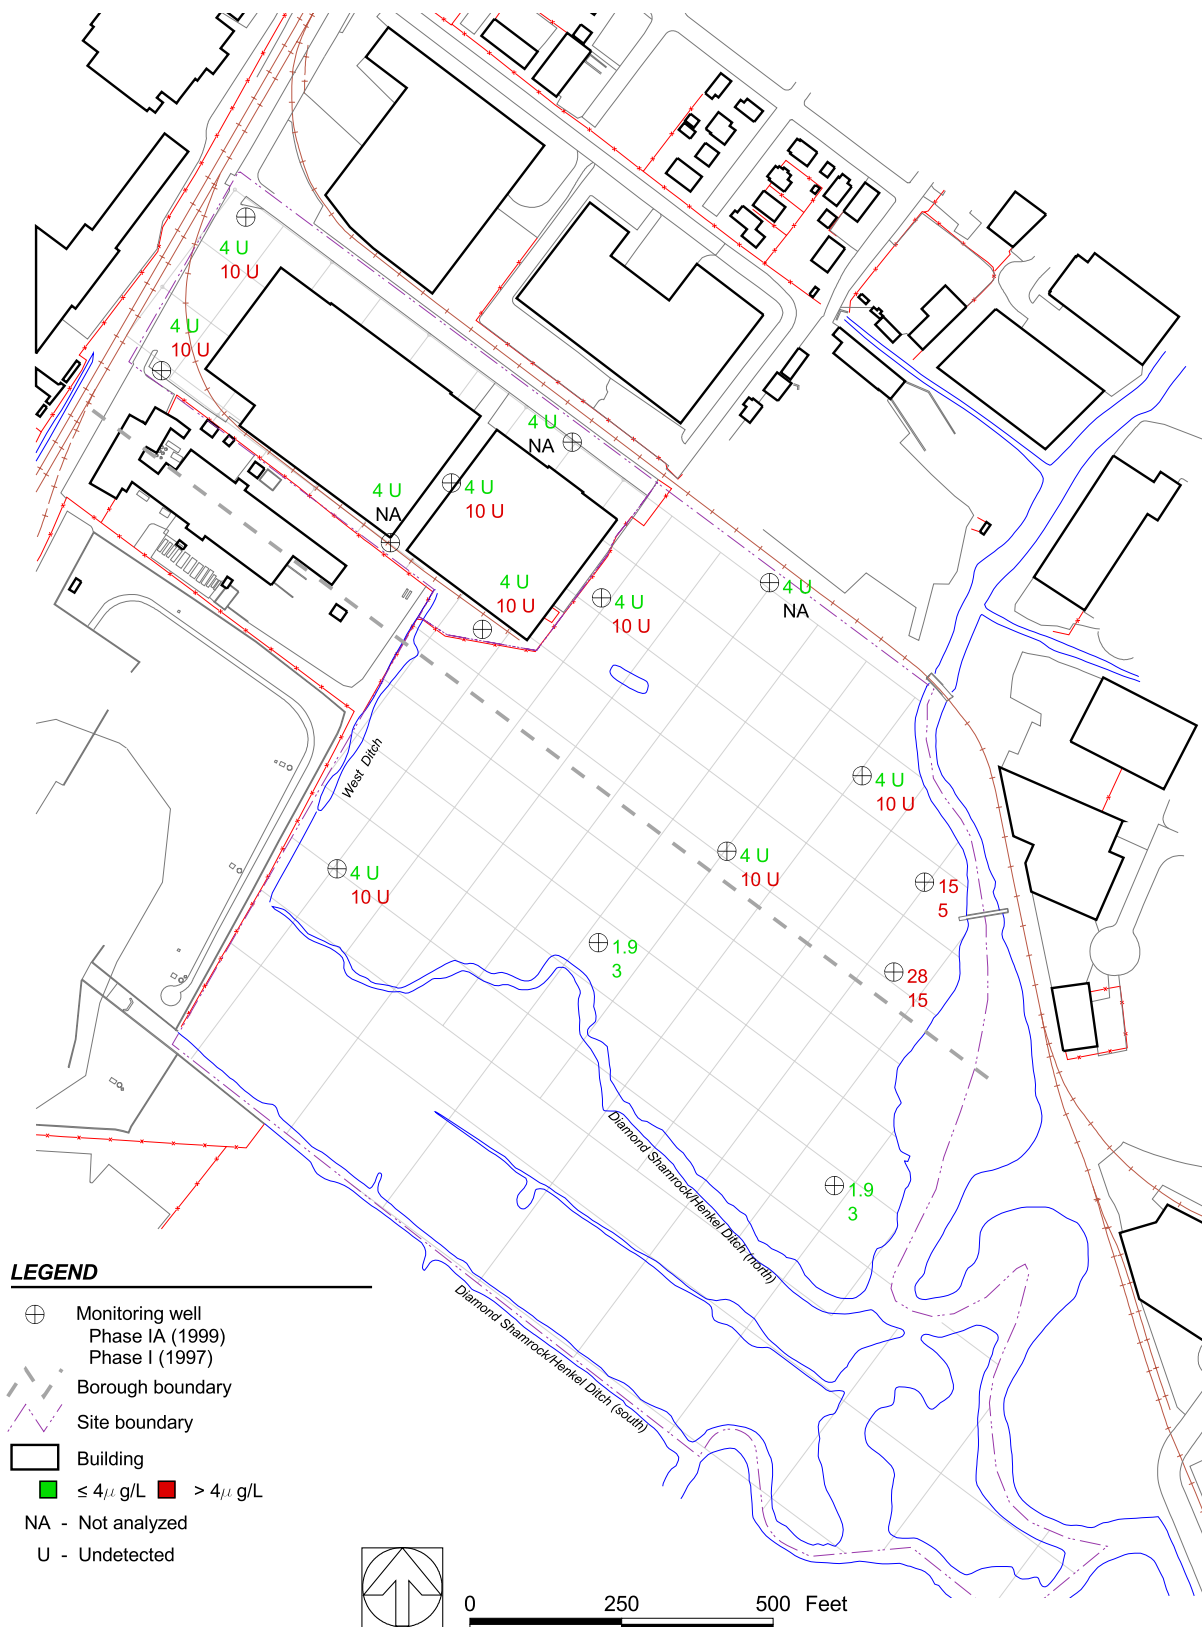 4 U
10 U
4 U
10 U
4 U
NA
4 U
10 U
4 U
NA
4 U
10 U
4 U
10 U
4 U
NA
West Ditch
4 U
10 U
4 U
10 U
4 U
10 U
15
5
1.9
3
28
15
1.9
3
Diamond Shamrock/Henkel Ditch (north)
Diamond Shamrock/Henkel Ditch (south)
LEGEND
Monitoring well
Phase IA (1999)
Phase I (1997)
Borough boundary
Site boundary
Building
≤ 4μ g/L > 4μ g/L
NA - Not analyzed
U - Undetected
0 250 500 Feet